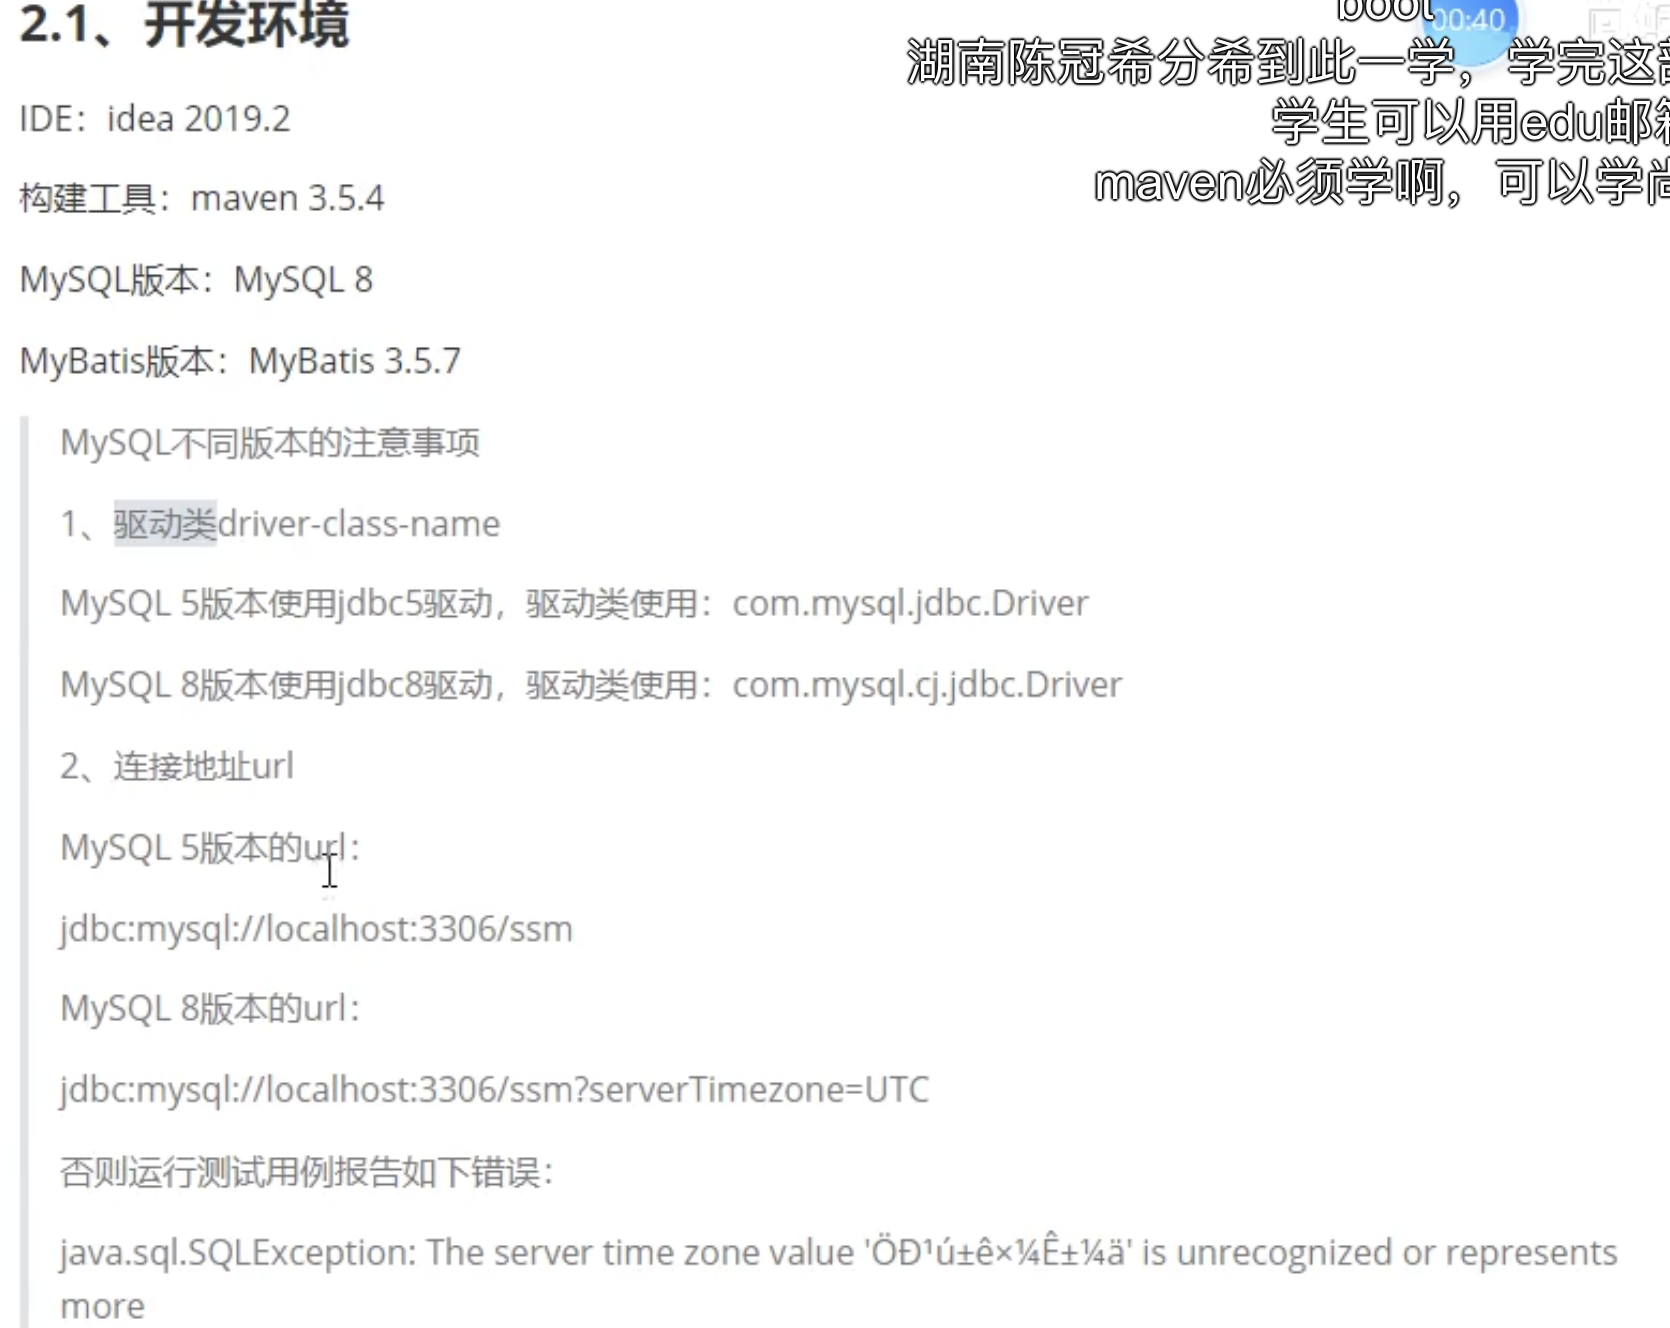 2.1、开发环境
00:40
湖南陈冠希分希到此一学，学完这
IDE：idea 2019.2
学生可以用edu邮
构建工具：maven 3.5.4
maven必须学啊，可以学
MySQL版本：MySQL 8
MyBatis版本：MyBatis 3.5.7
MySQL不同版本的注意事项
1、驱动类driver-class-name
MySQL 5版本使用jdbc5驱动，驱动类使用：com.mysql.jdbc.Driver
MySQL 8版本使用jdbc8驱动，驱动类使用：com.mysql.cj.jdbc.Driver
2、连接地址url
MySQL 5版本的url：
jdbc:mysql://localhost:3306/ssm
MySQL 8版本的url：
jdbc:mysql://localhost:3306/ssm?serverTimezone=UTC
否则运行测试用例报告如下错误：
java.sql.SQLException: The server time zone value 'ÖÐ¹ú±ê×¼Ê±¼ä' is unrecognized or represents
more